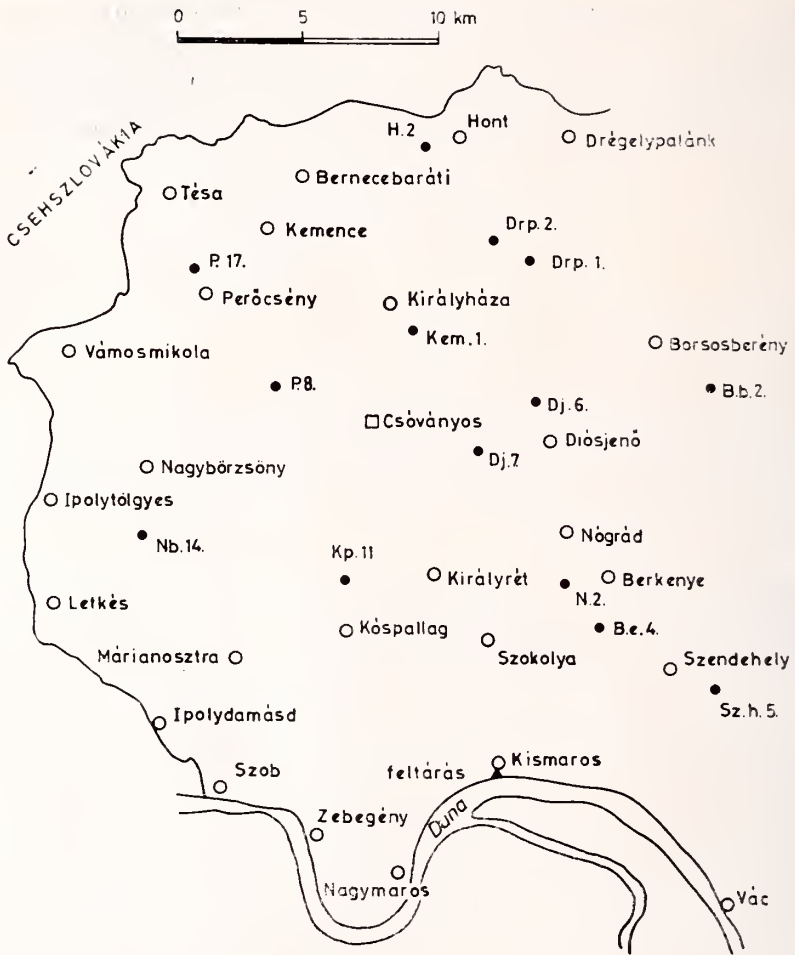 0 5 10 km
CSEHSZLOVÁKIA
H.2
Hont
Drégelypalánk
Bernecebaráti
Tésa
Kemence
Drp. 2.
Drp. 1.
P. 17.
Perőcsény
Királyháza
Kem. 1.
Borsosberény
Vámosmikola
P. 8.
B.b. 2.
Dj. 6.
Csóványos
Diósjenő
Dj. 7.
Nagybörzsöny
Ipolytölgyes
Nb. 14.
Nógrád
Kp. 11
Királyrét
Berkenye
N. 2.
Letkés
B.e. 4.
Kóspallag
Szokolya
Márianosztra
Szendehely
Sz. h. 5.
Ipolydamásd
Kismaros
feltárás
Szob
Duna
Zebegény
Nagymaros
Vác